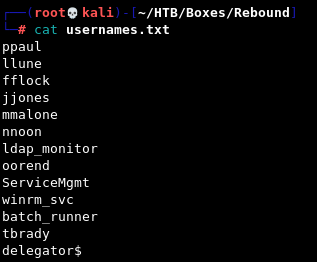 ┌──(root💀kali)-[~/HTB/Boxes/Rebound]
└─# cat usernames.txt
ppaul
llune
fflock
jjones
mmalone
nnoon
ldap_monitor
oorend
ServiceMgmt
winrm_svc
batch_runner
tbrady
delegator$